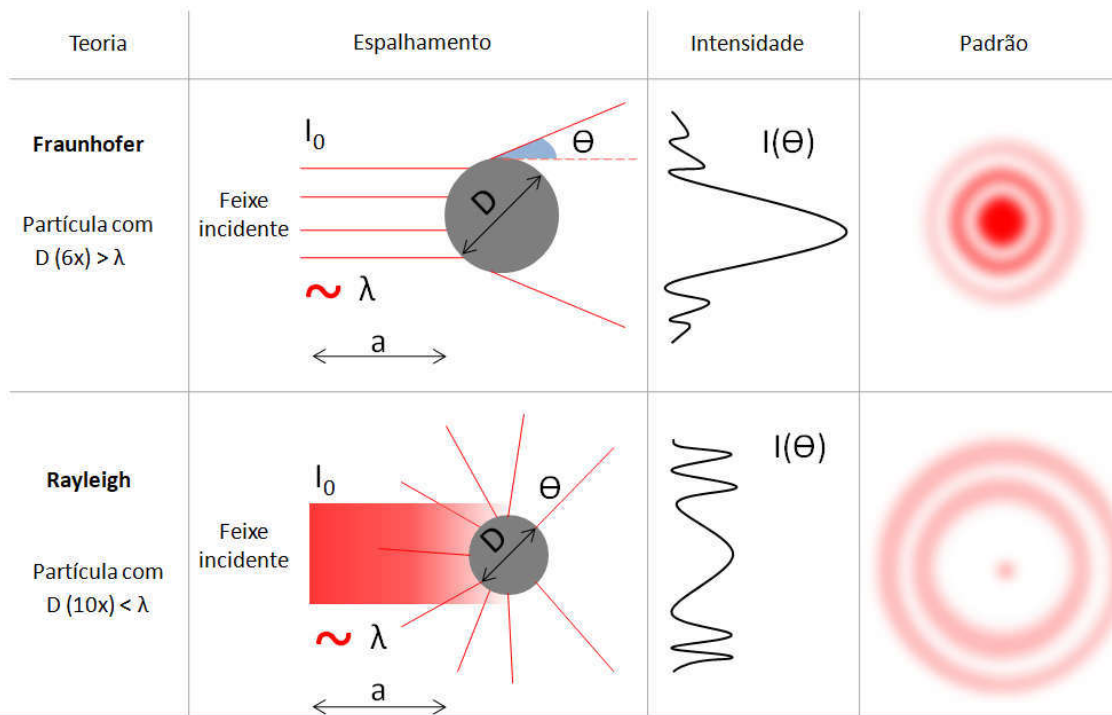 Teoria
Espalhamento
Intensidade
Padrão
Fraunhofer
Partícula com
D (6x) > λ
I0
Feixe
incidente
~ λ
a
D
Θ
I(Θ)
Rayleigh
Partícula com
D (10x) < λ
I0
Feixe
incidente
~ λ
a
D
Θ
I(Θ)